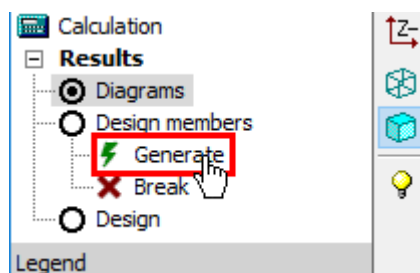 Calculation
Z-
Results
Diagrams
Design members
Generate
Break
Design
Legend